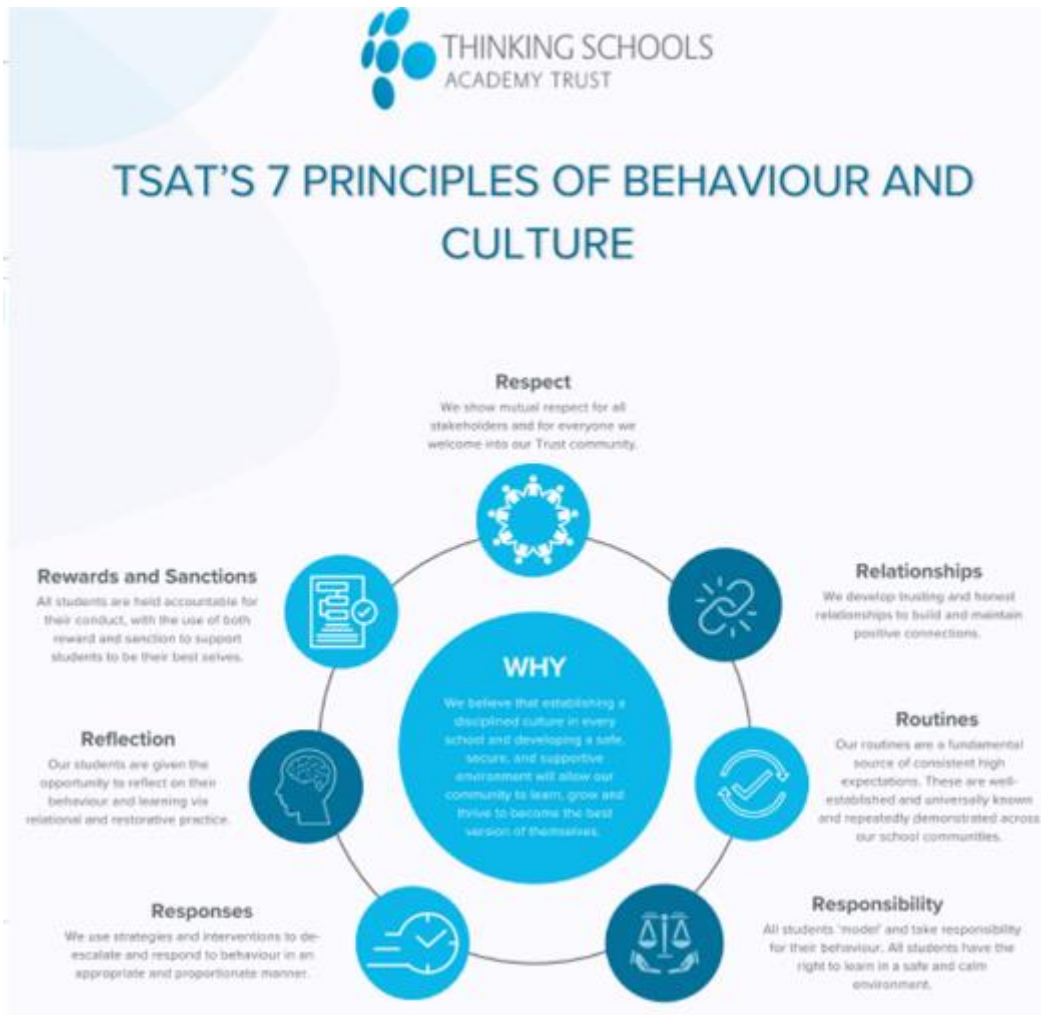 THINKING SCHOOLS
ACADEMY TRUST
TSAT'S 7 PRINCIPLES OF BEHAVIOUR AND
CULTURE
Respect
We show mutual respect for all
stakeholders and for everyone we
welcome into our Trust community.
Relationships
We develop trusting and honest
relationships to build and maintain
positive connections.
Routines
Our routines are a fundamental
source of consistent high
expectations. These are well-
established and universally known
and repeatedly demonstrated across
our school communities.
Responsibility
All students 'model' and take responsibility
for their behaviour. All students have the
right to learn in a safe and calm
environment.
Responses
We use strategies and interventions to de-
escalate and respond to behaviour in an
appropriate and proportionate manner.
Reflection
Our students are given the
opportunity to reflect on their
behaviour and learning via
relational and restorative practice.
Rewards and Sanctions
All students are held accountable for
their conduct, with the use of both
reward and sanction to support
students to be their best selves.
WHY
We believe that establishing a
disciplined culture in every
school and developing a safe,
secure, and supportive
environment will allow our
community to learn, grow and
thrive to become the best
version of themselves.